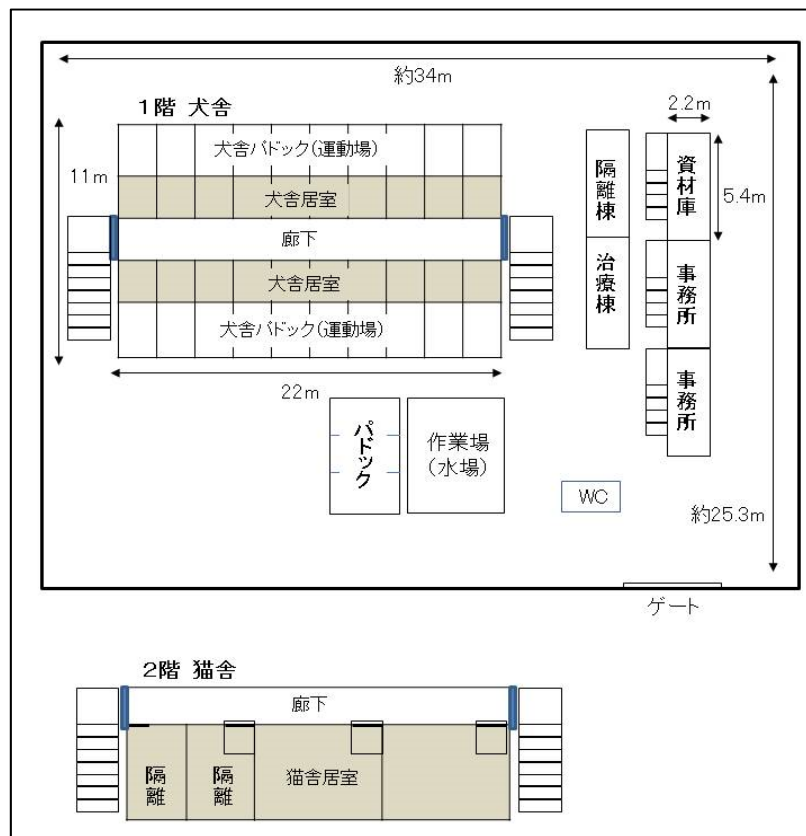 約34m
1階 犬舎
2.2m
犬舎パドック(運動場)
11m
犬舎居室
廊下
犬舎居室
犬舎パドック(運動場)
22m
隔離棟
治療棟
資材庫
5.4m
事務所
事務所
パドック
作業場
(水場)
WC
約25.3m
ゲート
2階 猫舎
廊下
隔離
隔離
猫舎居室